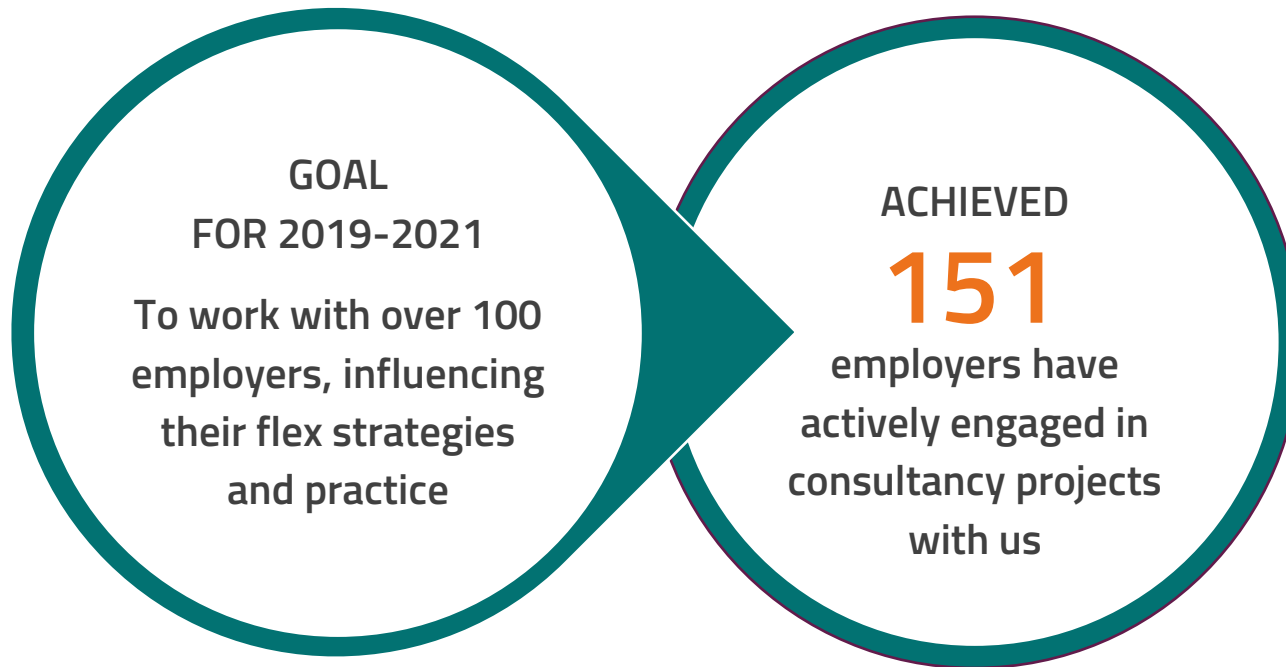 GOAL
FOR 2019-2021
To work with over 100
employers, influencing
their flex strategies
and practice
ACHIEVED
151
employers have
actively engaged in
consultancy projects
with us